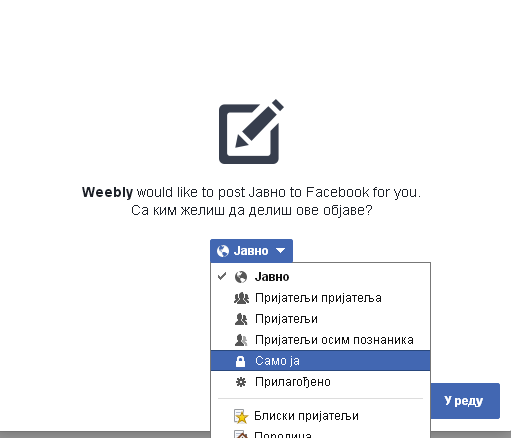 Weebly would like to post Јавно to Facebook for you.
Са ким желиш да делиш ове објаве?
Јавно
Јавно
Пријатељи пријатеља
Пријатељи
Пријатељи осим познаника
Само ја
Прилагођено
У реду
Блиски пријатељи
Породица